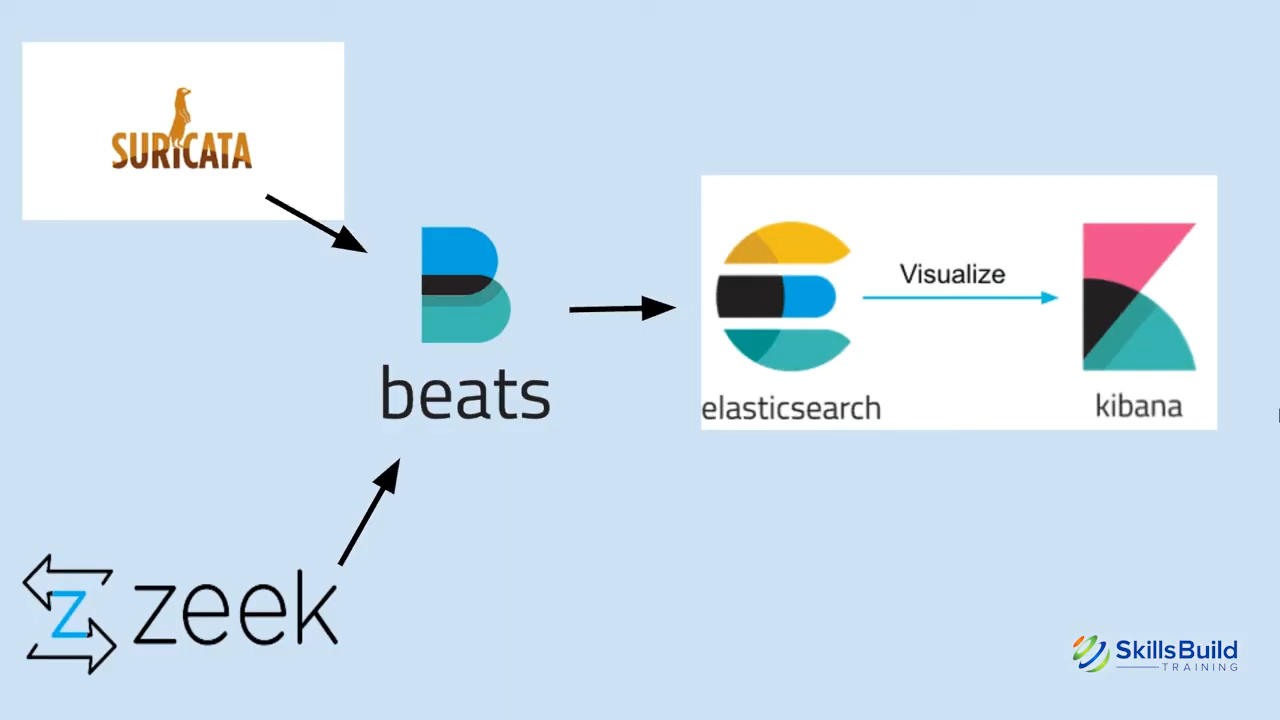 SURICATA
beats
Visualize
elasticsearch
kibana
zeek
SkillsBuild
TRAINING